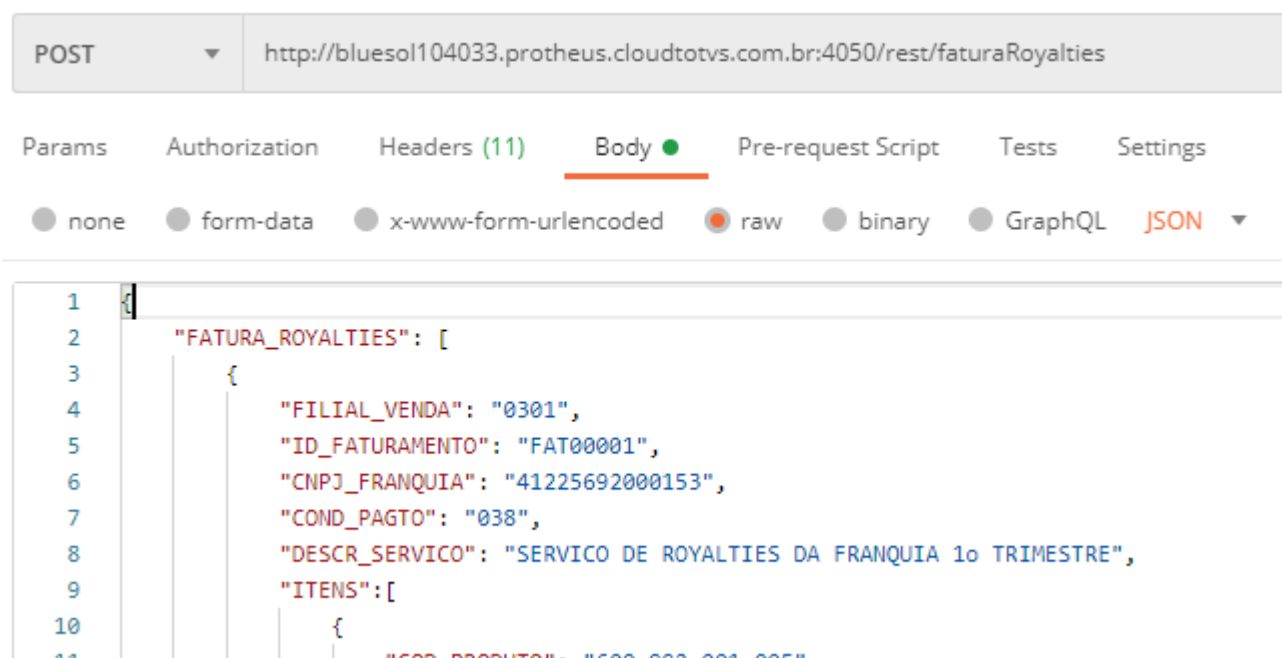 POST http://bluesol104033.protheus.cloudtotvs.com.br:4050/rest/faturaRoyalties
Params Authorization Headers (11) Body Pre-request Script Tests Settings
none form-data x-www-form-urlencoded raw binary GraphQL JSON
1 {
2 "FATURA_ROYALTIES": [
3 {
4 "FILIAL_VENDA": "0301",
5 "ID_FATURAMENTO": "FAT00001",
6 "CNPJ_FRANQUIA": "41225692000153",
7 "COND_PAGTO": "038",
8 "DESCR_SERVICO": "SERVICO DE ROYALTIES DA FRANQUIA 1o TRIMESTRE",
9 "ITENS":[
10 {
11 "COD_PRODUTO":